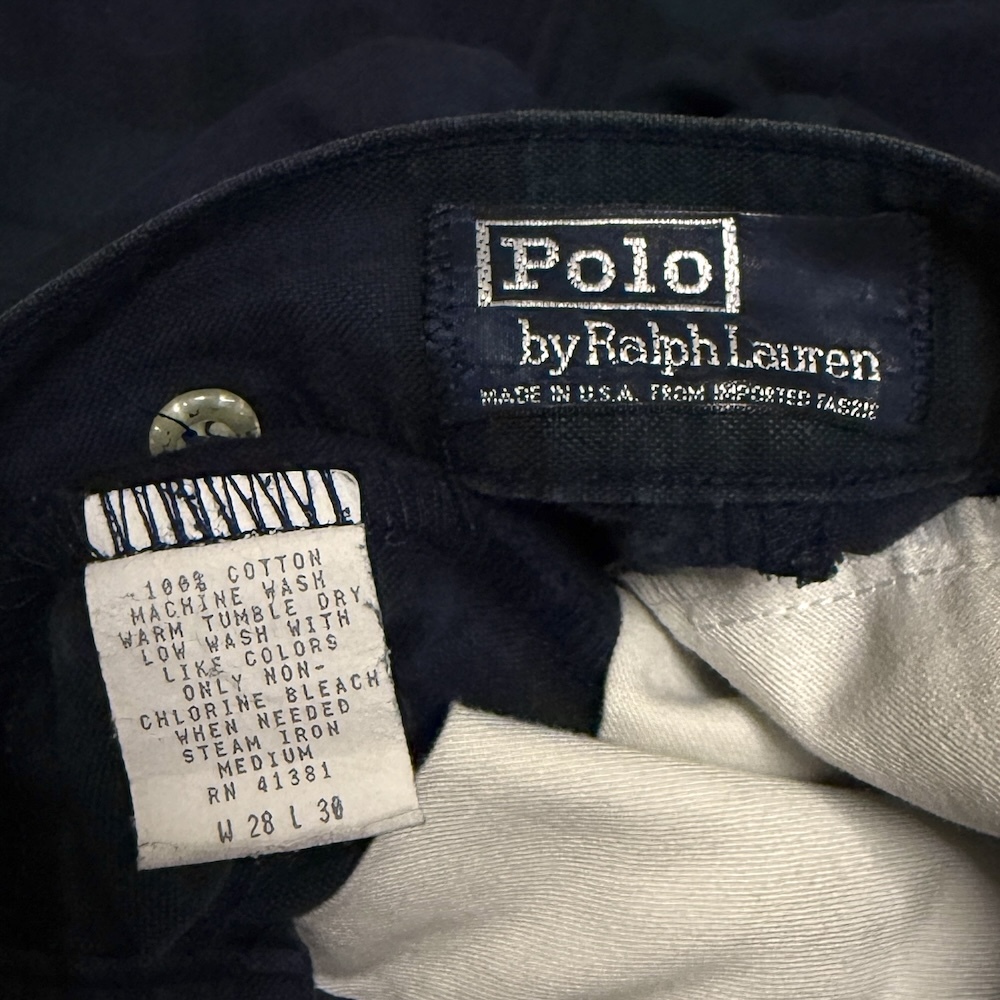 Polo
by Ralph Lauren
MADE IN U.S.A. FROM IMPORTED FABRIC
100% COTTON
MACHINE WASH
WARM TUMBLE DRY
LOW WASH WITH
LIKE COLORS
ONLY NON-
CHLORINE BLEACH
WHEN NEEDED
STEAM IRON
MEDIUM
RN 41381
W 28 L 30